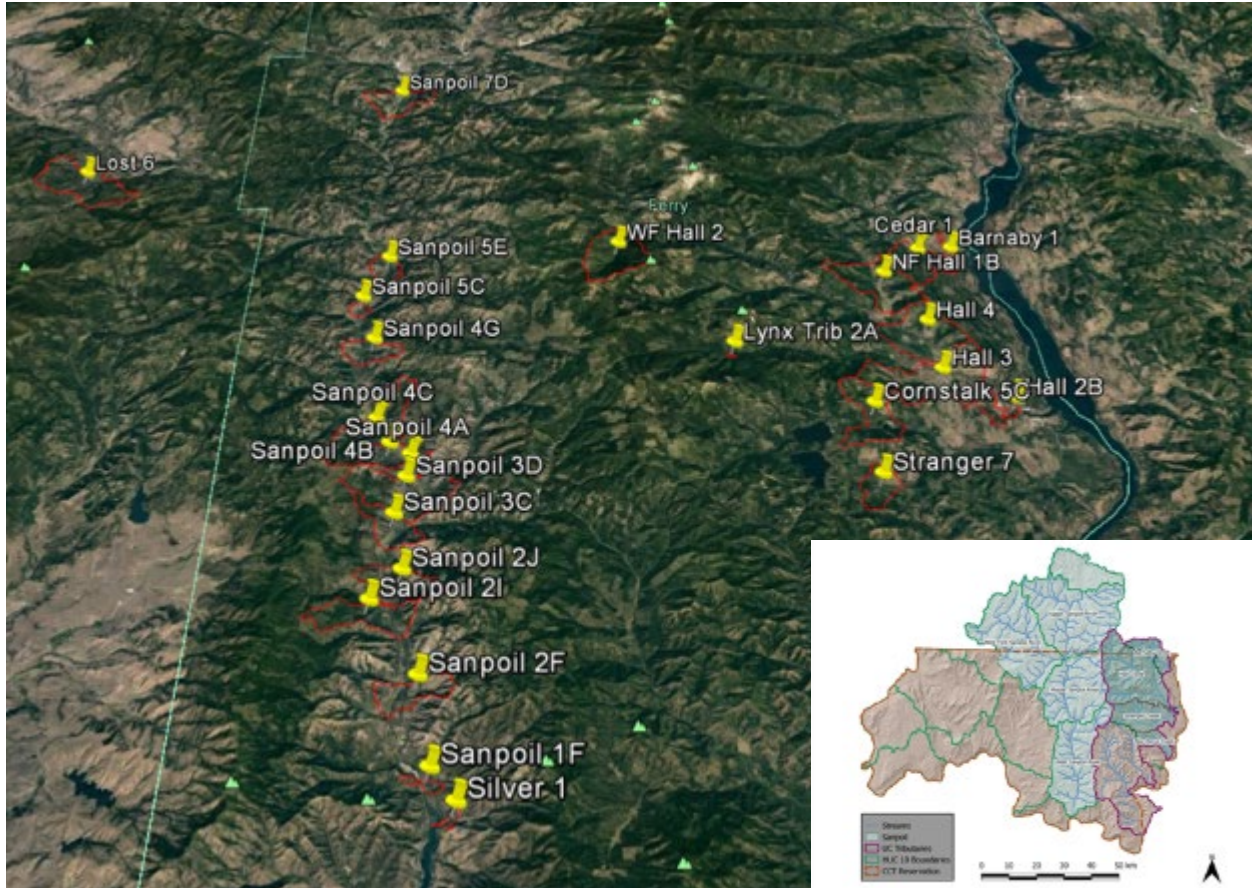 Sanpoil 7D
Lost 6
Ferry
WF Hall 2
Cedar 1
Barnaby 1
Sanpoil 5E
NF Hall 1B
Sanpoil 5C
Hall 4
Sanpoil 4G
Lynx Trib 2A
Hall 3
Sanpoil 4C
Cornstalk 5C
Hall 2B
Sanpoil 4A
Sanpoil 4B
Sanpoil 3D
Stranger 7
Sanpoil 3C
Sanpoil 2J
Sanpoil 2I
Sanpoil 2F
Sanpoil 1F
Silver 1
Streams
Sanpoil
UC Tributaries
HUC 10 Boundaries
CCT Reservation
0 10 20 30 40 50 km